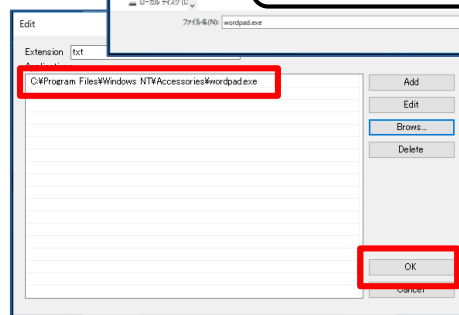 ローカル ディスク (C
ファイル名(N): wordpad.exe
Edit
Extension txt
C:¥Program Files¥Windows NT¥Accessories¥wordpad.exe
Add
Edit
Brows...
Delete
OK
Cancel